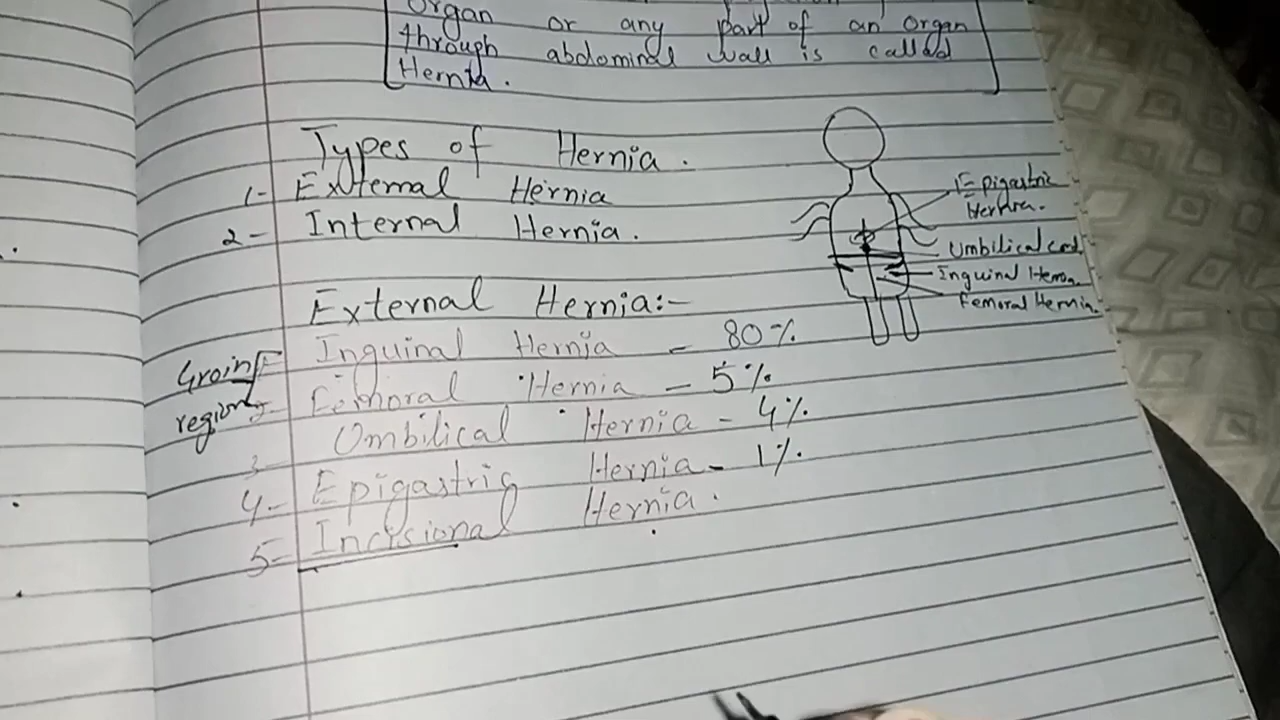 Organ or any part of an organ
through abdominal wall is called
Hernia.
Types of Hernia.
1- External Hernia
2- Internal Hernia.
Epigastric
Hernia.
Umbilical cord.
Inguinal Hernia.
Femoral Hernia.
External Hernia:-
Groin region
Inguinal Hernia - 80%
Femoral Hernia - 5%
3- Umbilical Hernia - 4%
4- Epigastric Hernia - 1%
5- Incisional Hernia.